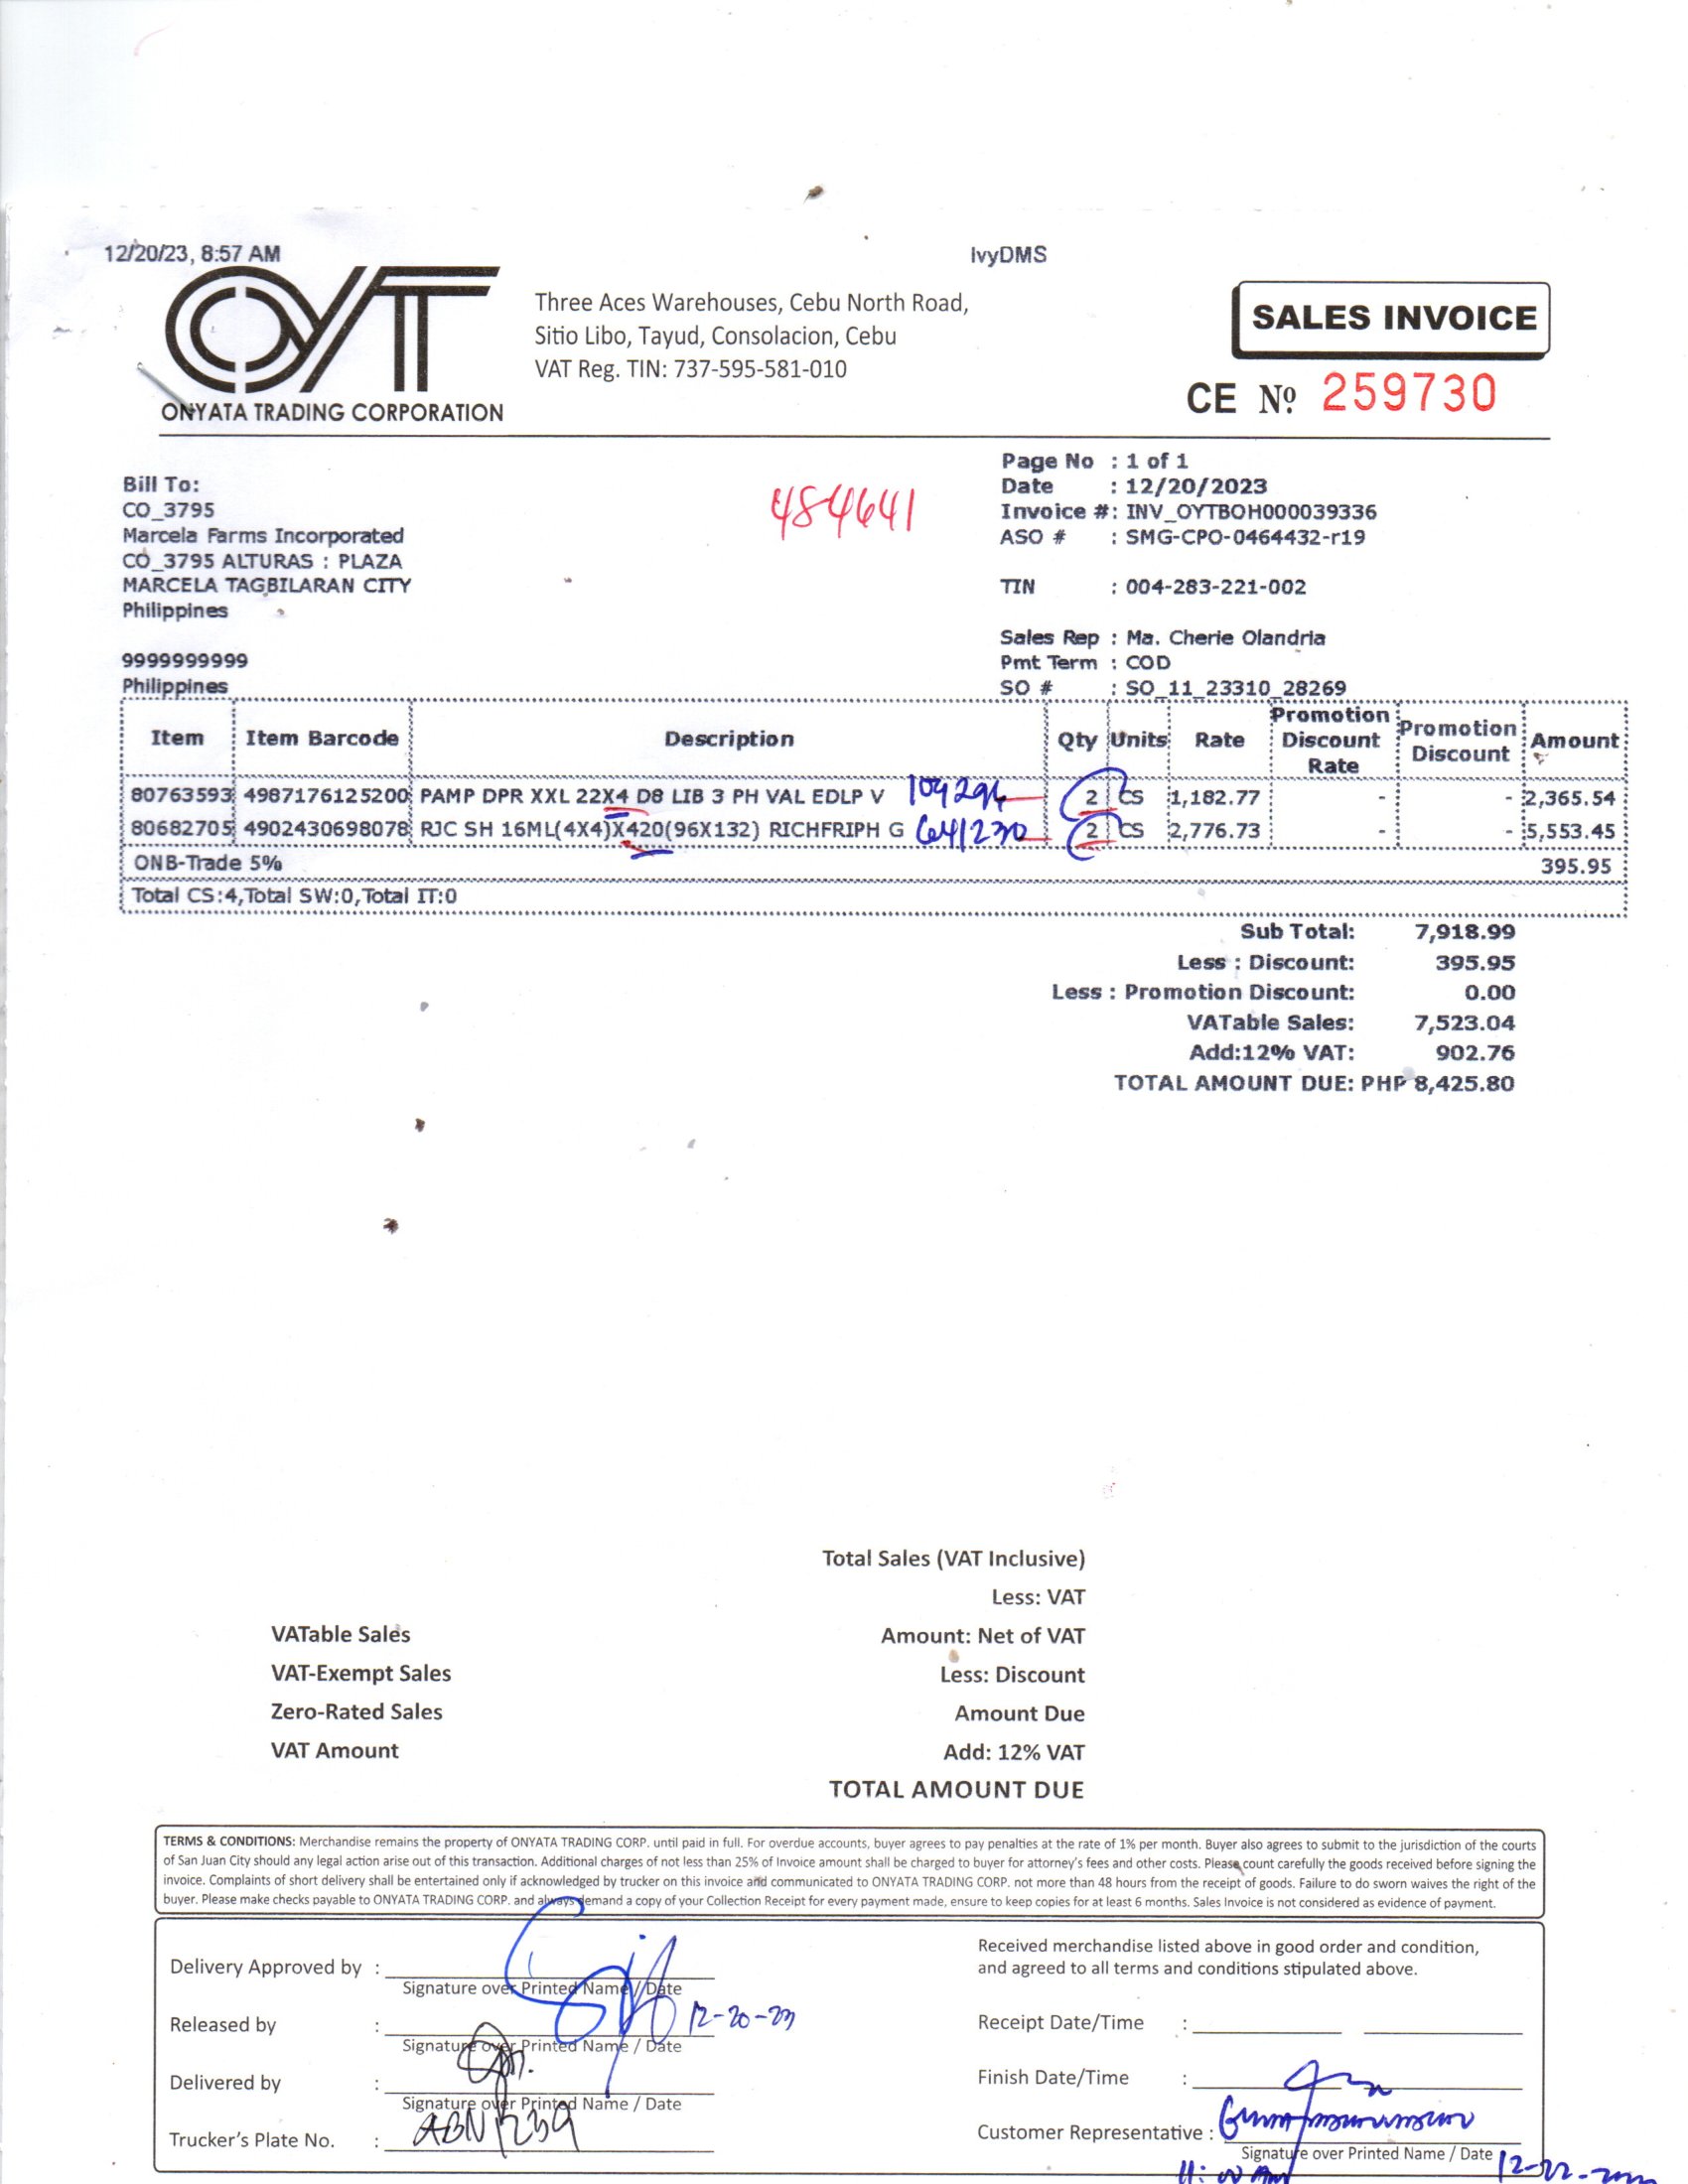 12/20/23, 8:57 AM IvyDMS
OYT
ONYATA TRADING CORPORATION
Three Aces Warehouses, Cebu North Road,
Sitio Libo, Tayud, Consolacion, Cebu
VAT Reg. TIN: 737-595-581-010
SALES INVOICE
CE Nº 259730
484641
Bill To:
CO_3795
Marcela Farms Incorporated
CO_3795 ALTURAS : PLAZA
MARCELA TAGBILARAN CITY
Philippines
9999999999
Philippines
Page No : 1 of 1
Date : 12/20/2023
Invoice #: INV_OYTBOH000039336
ASO # : SMG-CPO-0464432-r19
TIN : 004-283-221-002
Sales Rep : Ma. Cherie Olandria
Pmt Term : COD
SO # : SO_11_23310_28269
Item Item Barcode Description Qty Units Rate Promotion Discount Rate Promotion Discount Amount
80763593 4987176125200 PAMP DPR XXL 22X4 D8 LIB 3 PH VAL EDLP V 2 CS 1,182.77 - - 2,365.54
80682705 4902430698078 RJC SH 16ML(4X4)X420(96X132) RICHFRIPH G 641230 2 CS 2,776.73 - - 5,553.45
ONB-Trade 5% 395.95
Total CS:4,Total SW:0,Total IT:0
Sub Total: 7,918.99
Less : Discount: 395.95
Less : Promotion Discount: 0.00
VATable Sales: 7,523.04
Add:12% VAT: 902.76
TOTAL AMOUNT DUE: PHP 8,425.80
Total Sales (VAT Inclusive)
Less: VAT
VATable Sales Amount: Net of VAT
VAT-Exempt Sales Less: Discount
Zero-Rated Sales Amount Due
VAT Amount Add: 12% VAT
TOTAL AMOUNT DUE
TERMS & CONDITIONS: Merchandise remains the property of ONYATA TRADING CORP. until paid in full. For overdue accounts, buyer agrees to pay penalties at the rate of 1% per month. Buyer also agrees to submit to the jurisdiction of the courts
of San Juan City should any legal action arise out of this transaction. Additional charges of not less than 25% of Invoice amount shall be charged to buyer for attorney's fees and other costs. Please count carefully the goods received before signing the
invoice. Complaints of short delivery shall be entertained only if acknowledged by trucker on this invoice and communicated to ONYATA TRADING CORP. not more than 48 hours from the receipt of goods. Failure to do sworn waives the right of the
buyer. Please make checks payable to ONYATA TRADING CORP. and always demand a copy of your Collection Receipt for every payment made, ensure to keep copies for at least 6 months. Sales Invoice is not considered as evidence of payment.
Delivery Approved by :
Signature over Printed Name / Date
Released by : 12-20-23
Signature over Printed Name / Date
Delivered by :
Signature over Printed Name / Date
Trucker's Plate No. :
Received merchandise listed above in good order and condition,
and agreed to all terms and conditions stipulated above.
Receipt Date/Time :
Finish Date/Time :
Customer Representative :
Signature over Printed Name / Date